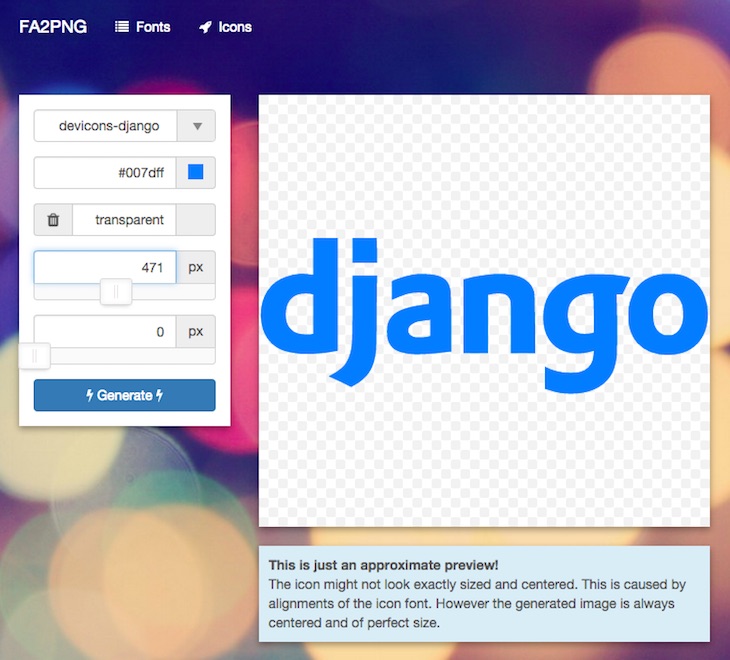 FA2PNG Fonts Icons
devicons-django
#007dff
transparent
471 px
0 px
Generate
django
This is just an approximate preview!
The icon might not look exactly sized and centered. This is caused by
alignments of the icon font. However the generated image is always
centered and of perfect size.